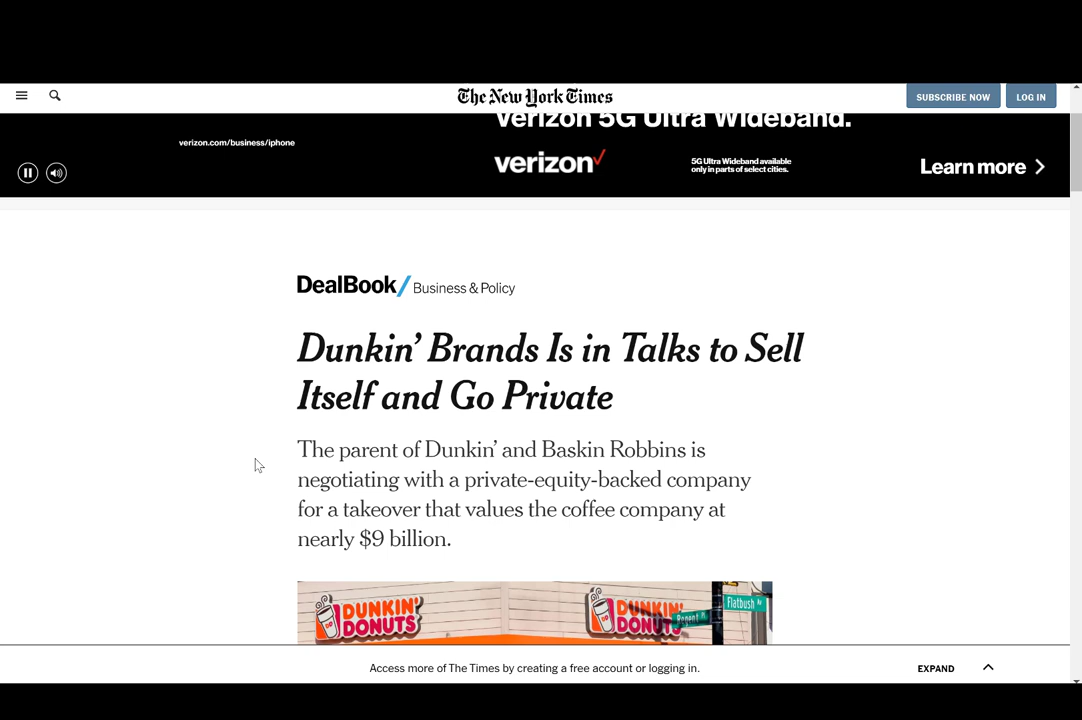 The New York Times
SUBSCRIBE NOW
LOG IN
verizon 5G Ultra Wideband.
verizon.com/business/iphone
verizon
5G Ultra Wideband available
only in parts of select cities.
Learn more
DealBook / Business & Policy
Dunkin’ Brands Is in Talks to Sell
Itself and Go Private
The parent of Dunkin’ and Baskin Robbins is
negotiating with a private-equity-backed company
for a takeover that values the coffee company at
nearly $9 billion.
DUNKIN'
DONUTS
DD
DUNKIN'
DONUTS
Regent Pl
Flatbush Av
Access more of The Times by creating a free account or logging in.
EXPAND